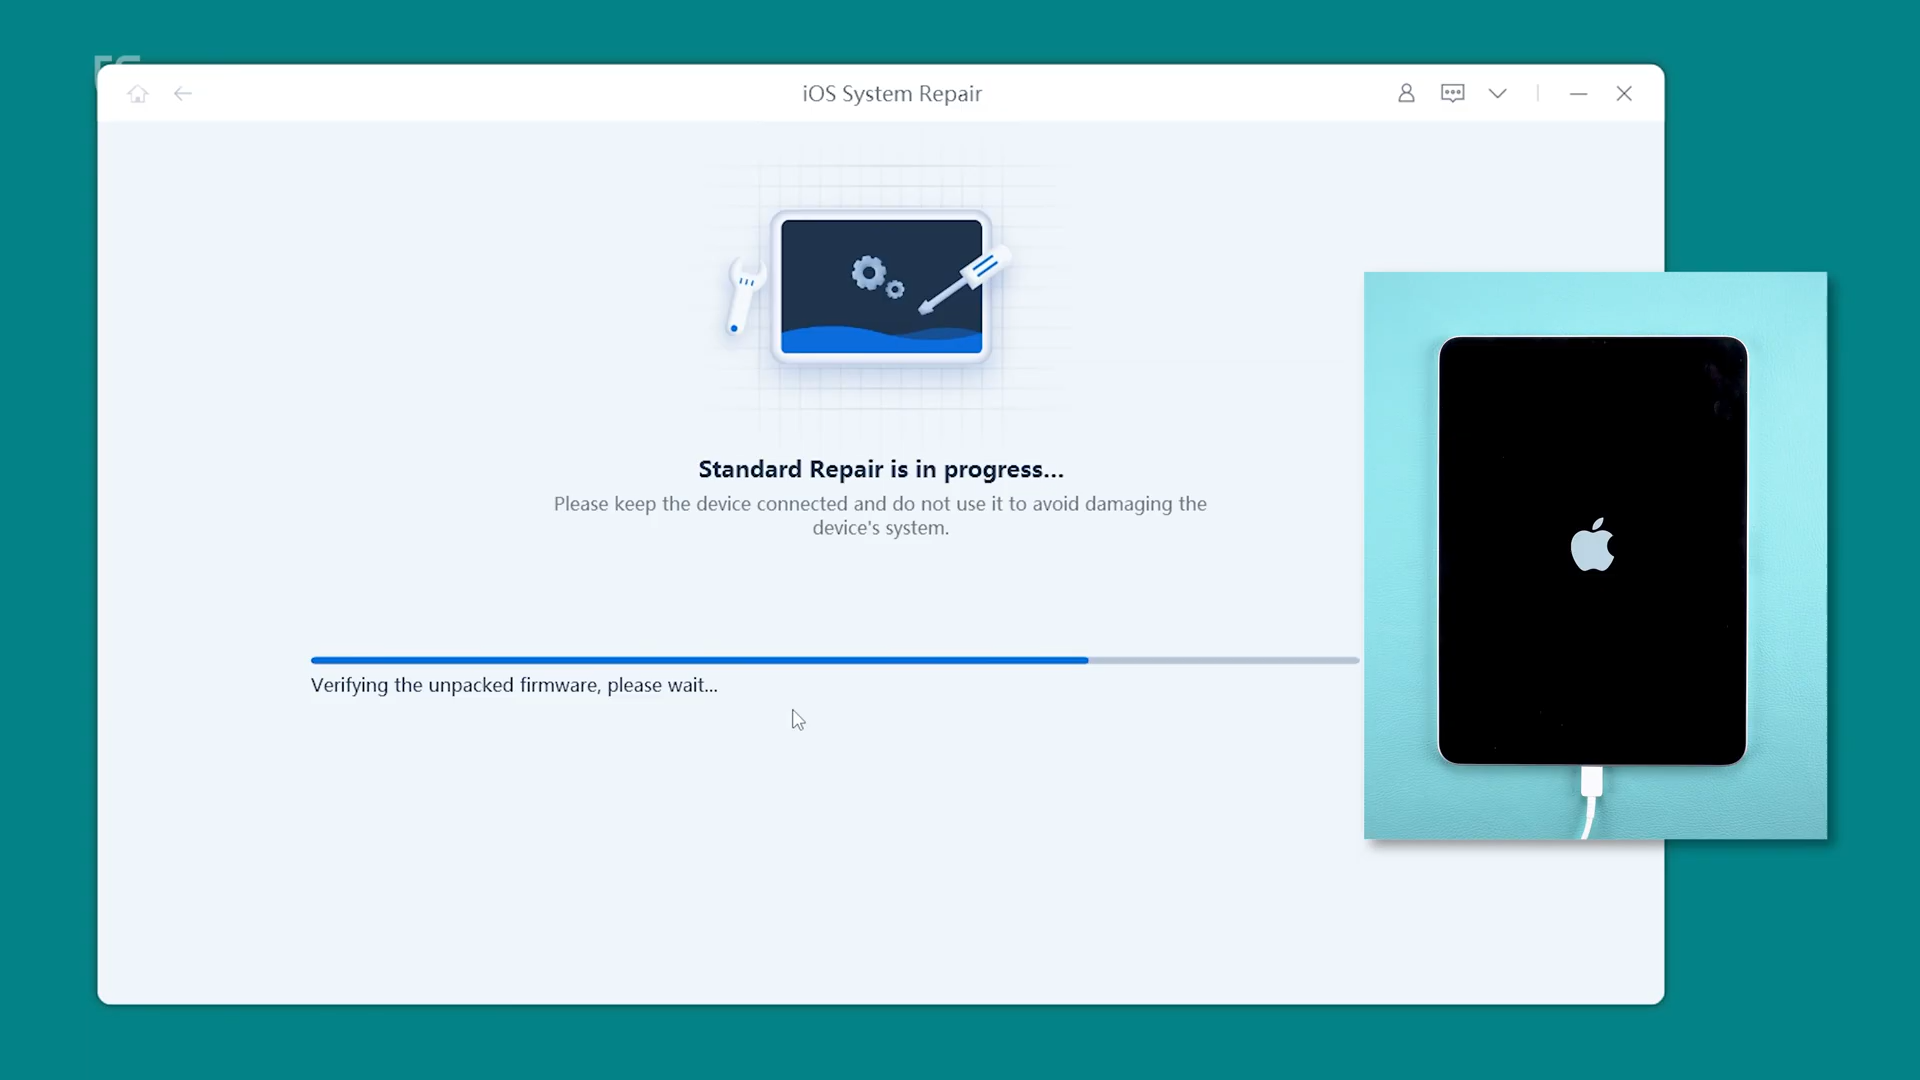 iOS System Repair
Standard Repair is in progress...
Please keep the device connected and do not use it to avoid damaging the
device's system.
Verifying the unpacked firmware, please wait...